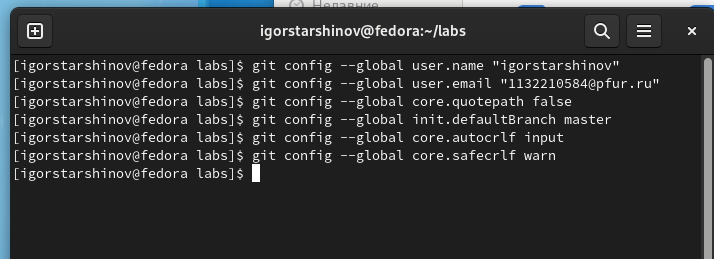 Недавние
igorstarshinov@fedora:~/labs
[igorstarshinov@fedora labs]$ git config --global user.name "igorstarshinov"
[igorstarshinov@fedora labs]$ git config --global user.email "1132210584@pfur.ru"
[igorstarshinov@fedora labs]$ git config --global core.quotepath false
[igorstarshinov@fedora labs]$ git config --global init.defaultBranch master
[igorstarshinov@fedora labs]$ git config --global core.autocrlf input
[igorstarshinov@fedora labs]$ git config --global core.safecrlf warn
[igorstarshinov@fedora labs]$